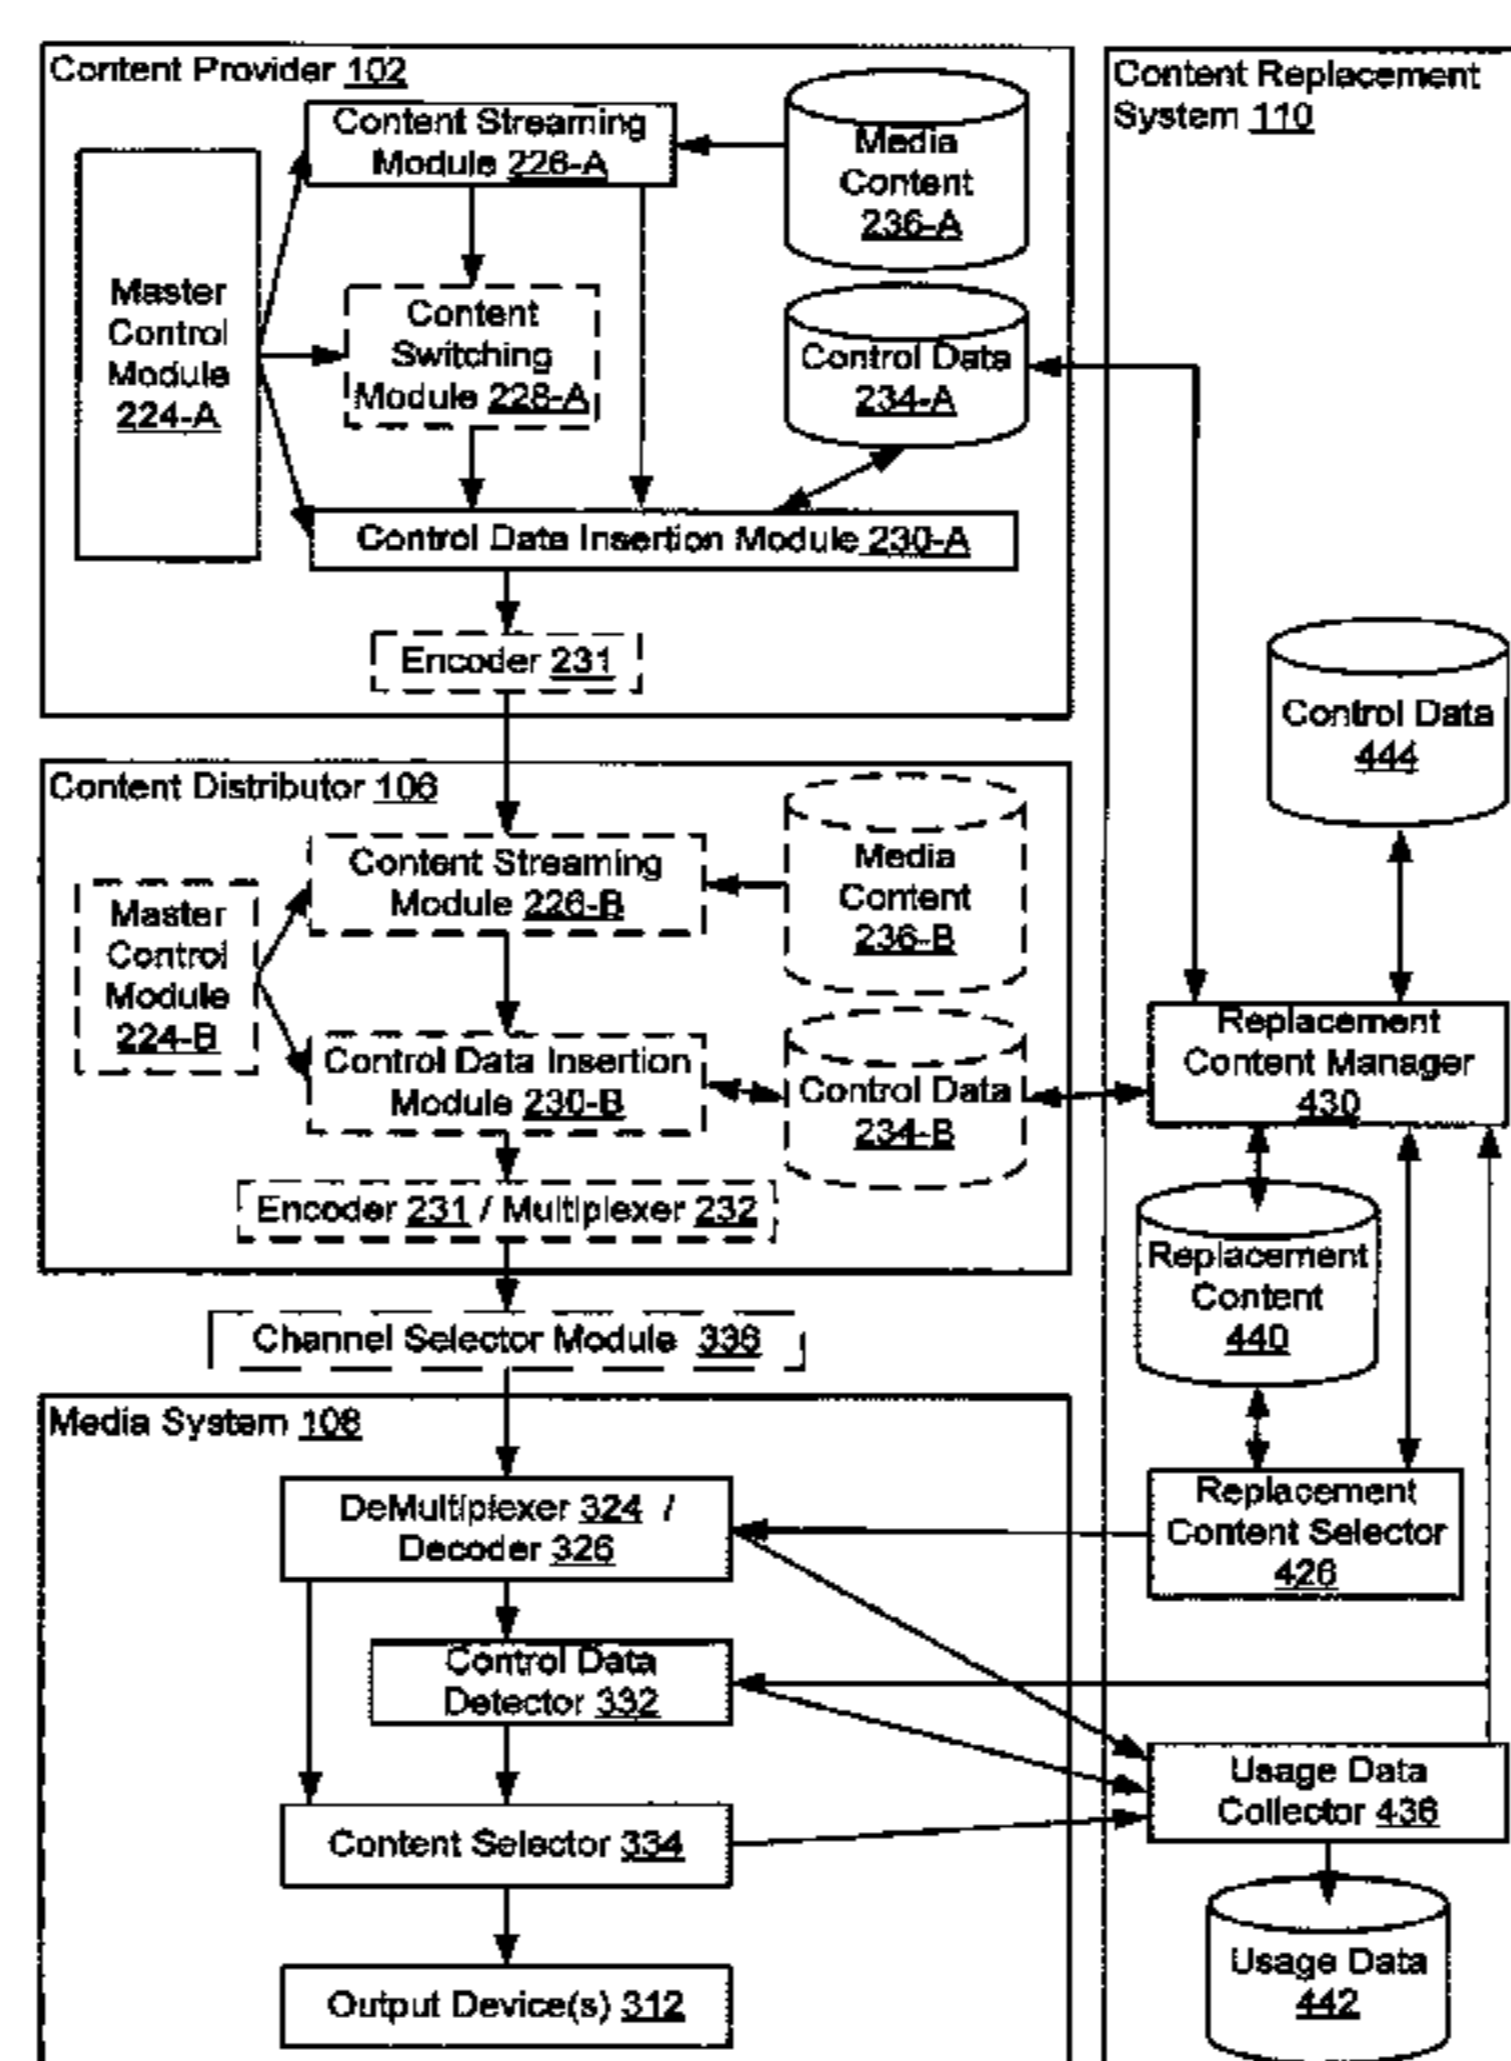 Content Provider 102
Content Streaming
Module 226-A
Media
Content
236-A
Master
Control
Module
224-A
Content
Switching
Module 228-A
Control Data
234-A
Control Data Insertion Module 230-A
Encoder 231
Content Replacement
System 110
Control Data
444
Content Distributor 106
Content Streaming
Module 226-B
Media
Content
236-B
Master
Control
Module
224-B
Control Data Insertion
Module 230-B
Control Data
234-B
Encoder 231 / Multiplexer 232
Replacement
Content Manager
430
Replacement
Content
440
Channel Selector Module 336
Media System 108
DeMultiplexer 324 /
Decoder 326
Replacement
Content Selector
426
Control Data
Detector 332
Content Selector 334
Usage Data
Collector 436
Output Device(s) 312
Usage Data
442